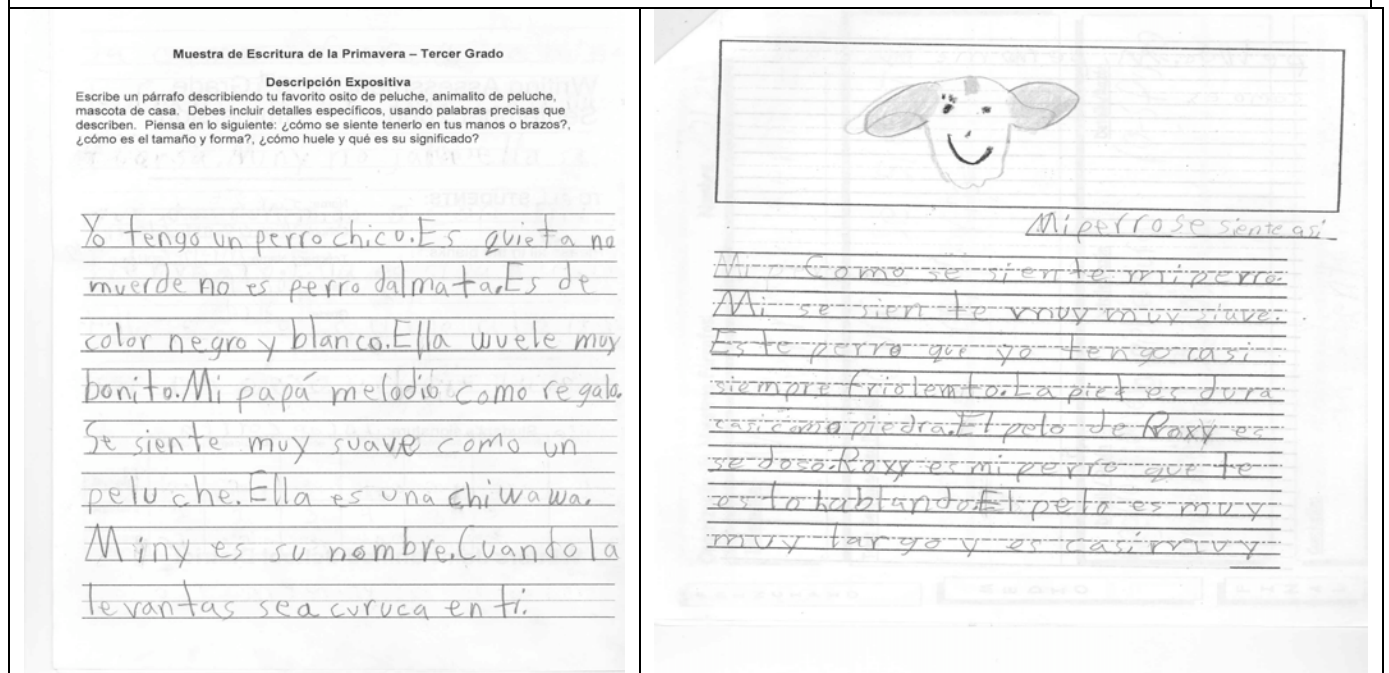 Muestra de Escritura de la Primavera – Tercer Grado
Descripción Expositiva
Escribe un párrafo describiendo tu favorito osito de peluche, animalito de peluche,
mascota de casa. Debes incluir detalles específicos, usando palabras precisas que
describen. Piensa en lo siguiente: ¿cómo se siente tenerlo en tus manos o brazos?,
¿cómo es el tamaño y forma?, ¿cómo huele y qué es su significado?
Yo tengo un perro chico. Es quieta no
muerde no es perro dalmata. Es de
color negro y blanco. Ella wuele muy
bonito. Mi papá melodio como regalo.
Se siente muy suave como un
peluche. Ella es una chiwawa.
Miny es su nombre. Cuando la
levantas seacuruca en ti.
Mi perro se siente asi
Como se siente mi perro.
Mi se siente muy muy suave.
Este perro que yo tengo casi
siempre friolento. La piel es dura
casi como piedra. El pelo de Roxy es
sedoso. Roxy es mi perro que te
esto hablando. El pelo es muy
muy largo y es casi muy